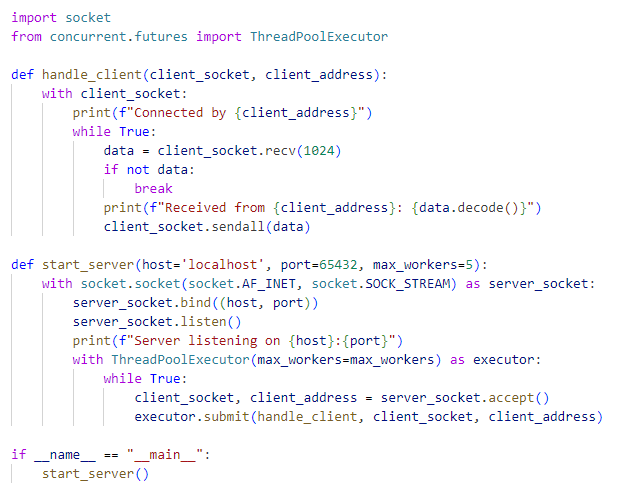 import socket
from concurrent.futures import ThreadPoolExecutor

def handle_client(client_socket, client_address):
    with client_socket:
        print(f"Connected by {client_address}")
        while True:
            data = client_socket.recv(1024)
            if not data:
                break
            print(f"Received from {client_address}: {data.decode()}")
            client_socket.sendall(data)

def start_server(host='localhost', port=65432, max_workers=5):
    with socket.socket(socket.AF_INET, socket.SOCK_STREAM) as server_socket:
        server_socket.bind((host, port))
        server_socket.listen()
        print(f"Server listening on {host}:{port}")
        with ThreadPoolExecutor(max_workers=max_workers) as executor:
            while True:
                client_socket, client_address = server_socket.accept()
                executor.submit(handle_client, client_socket, client_address)

if __name__ == "__main__":
    start_server()